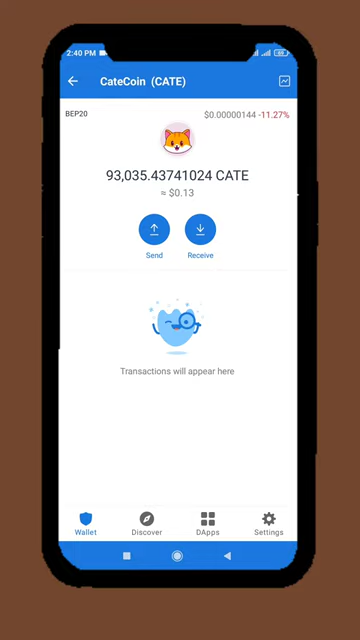 2:40 PM
CateCoin (CATE)
BEP20
$0.00000144 -11.27%
93,035.43741024 CATE
≈ $0.13
Send
Receive
Transactions will appear here
Wallet
Discover
DApps
Settings